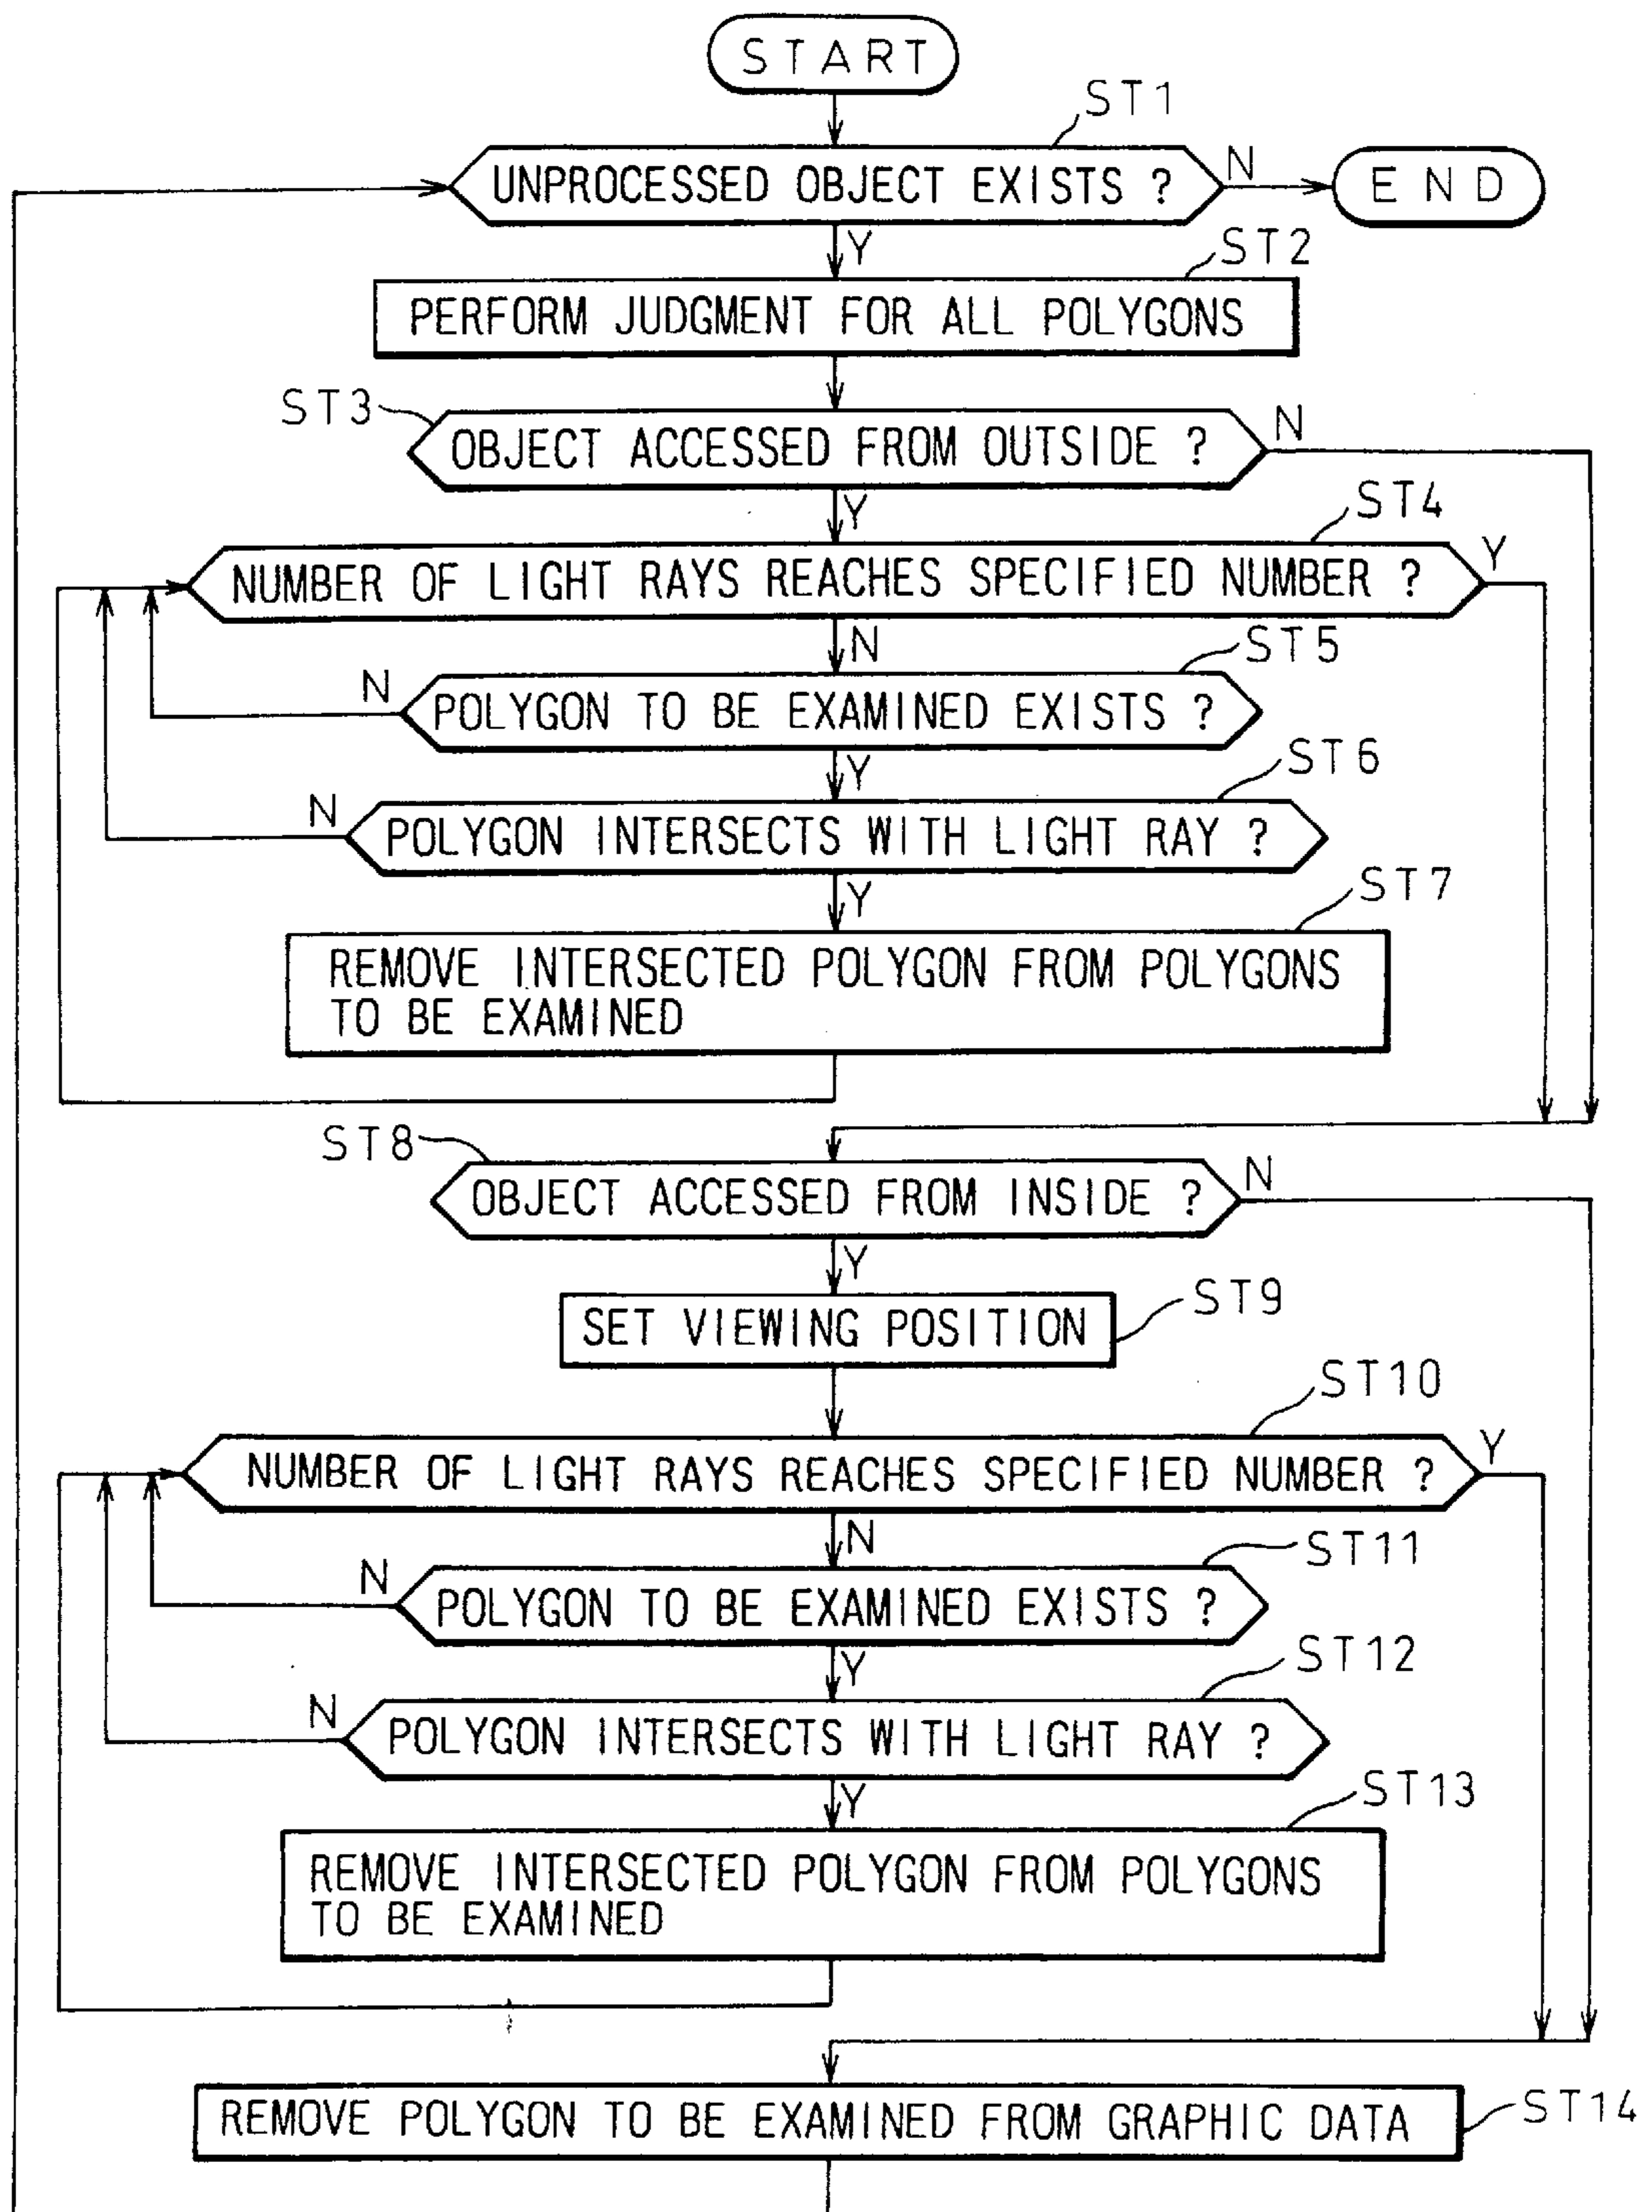 START
ST1
UNPROCESSED OBJECT EXISTS ?
N
END
Y
ST2
PERFORM JUDGMENT FOR ALL POLYGONS
ST3
OBJECT ACCESSED FROM OUTSIDE ?
N
Y
ST4
NUMBER OF LIGHT RAYS REACHES SPECIFIED NUMBER ?
Y
N
ST5
N
POLYGON TO BE EXAMINED EXISTS ?
Y
ST6
N
POLYGON INTERSECTS WITH LIGHT RAY ?
Y
ST7
REMOVE INTERSECTED POLYGON FROM POLYGONS
TO BE EXAMINED
ST8
OBJECT ACCESSED FROM INSIDE ?
N
Y
ST9
SET VIEWING POSITION
ST10
NUMBER OF LIGHT RAYS REACHES SPECIFIED NUMBER ?
Y
N
ST11
N
POLYGON TO BE EXAMINED EXISTS ?
Y
ST12
N
POLYGON INTERSECTS WITH LIGHT RAY ?
Y
ST13
REMOVE INTERSECTED POLYGON FROM POLYGONS
TO BE EXAMINED
REMOVE POLYGON TO BE EXAMINED FROM GRAPHIC DATA
ST14